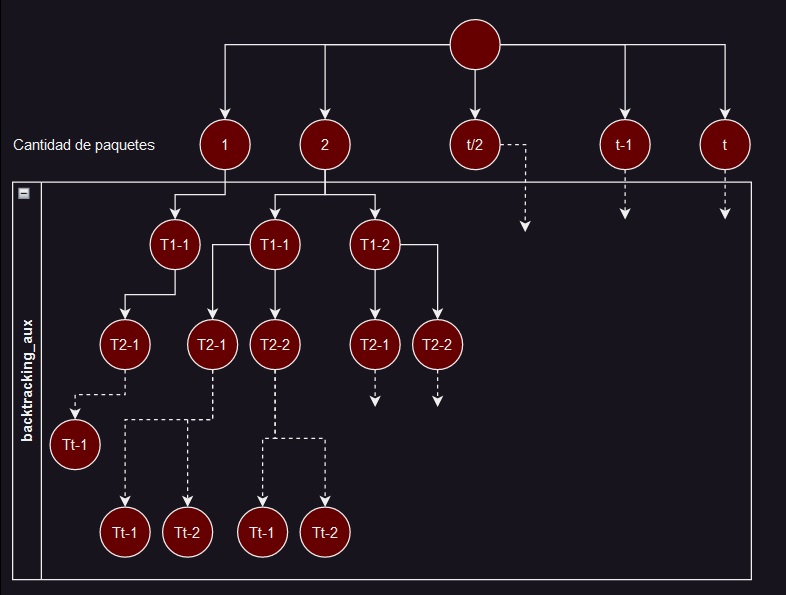 Cantidad de paquetes
1
2
t/2
t-1
t
backtracking_aux
T1-1
T1-1
T1-2
T2-1
T2-1
T2-2
T2-1
T2-2
Tt-1
Tt-1
Tt-2
Tt-1
Tt-2